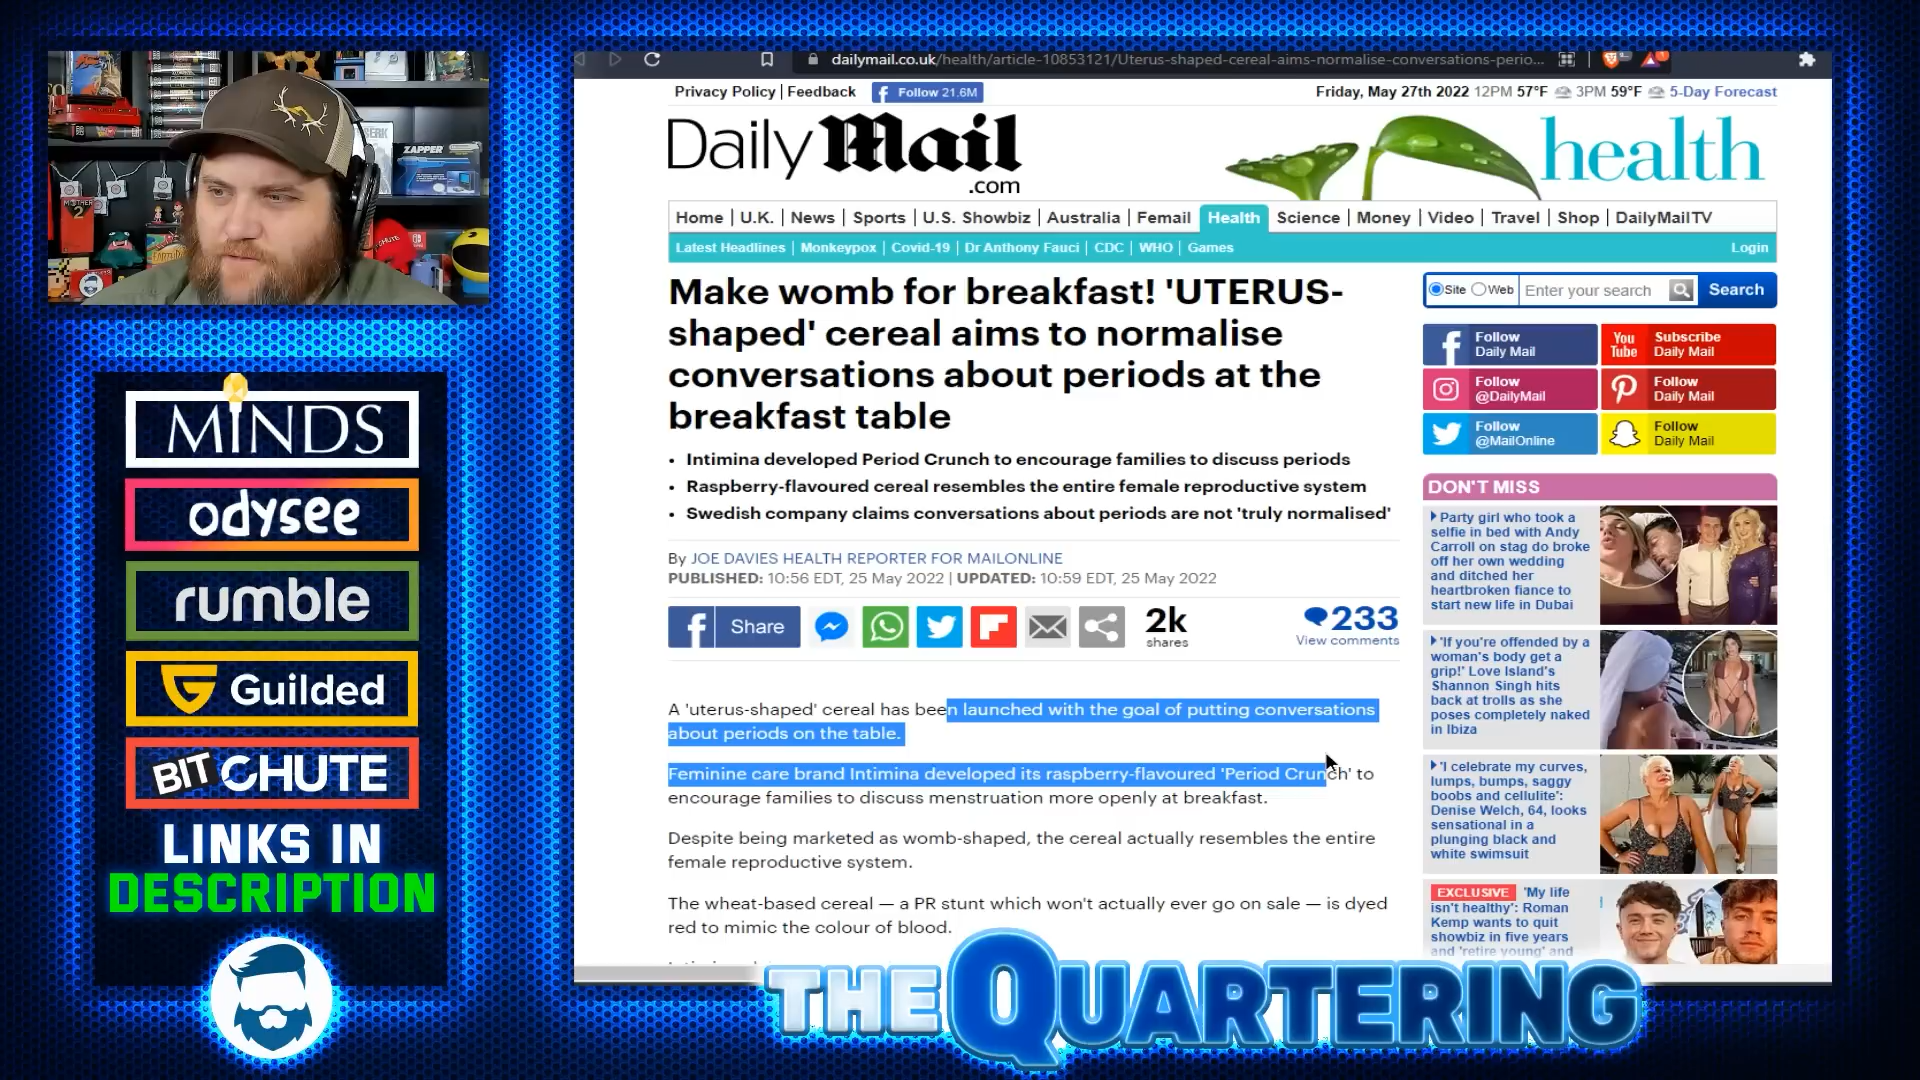 dailymail.co.uk/health/article-10853121/Uterus-shaped-cereal-aims-normalise-conversations-perio...
Privacy Policy | Feedback
Follow 21.6M
Friday, May 27th 2022 12PM 57°F 3PM 59°F 5-Day Forecast
Daily Mail
.com
health
Home | U.K. | News | Sports | U.S. Showbiz | Australia | Femail | Health | Science | Money | Video | Travel | Shop | DailyMailTV
Latest Headlines | Monkeypox | Covid-19 | Dr Anthony Fauci | CDC | WHO | Games
Login
Make womb for breakfast! 'UTERUS-
shaped' cereal aims to normalise
conversations about periods at the
breakfast table
• Intimina developed Period Crunch to encourage families to discuss periods
• Raspberry-flavoured cereal resembles the entire female reproductive system
• Swedish company claims conversations about periods are not 'truly normalised'
By JOE DAVIES HEALTH REPORTER FOR MAILONLINE
PUBLISHED: 10:56 EDT, 25 May 2022 | UPDATED: 10:59 EDT, 25 May 2022
Share
2k
shares
233
View comments
A 'uterus-shaped' cereal has been launched with the goal of putting conversations
about periods on the table.
Feminine care brand Intimina developed its raspberry-flavoured 'Period Crunch' to
encourage families to discuss menstruation more openly at breakfast.
Despite being marketed as womb-shaped, the cereal actually resembles the entire
female reproductive system.
The wheat-based cereal — a PR stunt which won't actually ever go on sale — is dyed
red to mimic the colour of blood.
Site Web Enter your search Search
Follow
Daily Mail
You
Tube
Subscribe
Daily Mail
Follow
@DailyMail
Follow
Daily Mail
Follow
@MailOnline
Follow
Daily Mail
DON'T MISS
Party girl who took a
selfie in bed with Andy
Carroll on stag do broke
off her own wedding
and ditched her
heartbroken fiance to
start new life in Dubai
'If you're offended by a
woman's body get a
grip!' Love Island's
Shannon Singh hits
back at trolls as she
poses completely naked
in Ibiza
'I celebrate my curves,
lumps, bumps, saggy
boobs and cellulite':
Denise Welch, 64, looks
sensational in a
plunging black and
white swimsuit
EXCLUSIVE 'My life
isn't healthy': Roman
Kemp wants to quit
showbiz in five years
and 'retire young' and
ZAPPER
MOTHER
2
MINDS
odysee
rumble
Guilded
BITCHUTE
LINKS IN
DESCRIPTION
THE QUARTERING